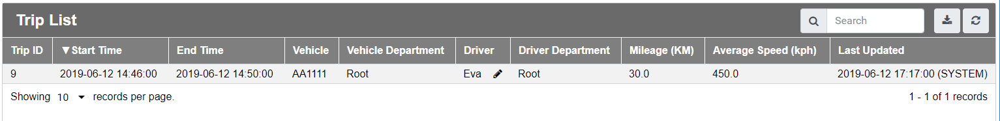 Trip List Search
Trip ID ▼Start Time End Time Vehicle Vehicle Department Driver Driver Department Mileage (KM) Average Speed (kph) Last Updated
9 2019-06-12 14:46:00 2019-06-12 14:50:00 AA1111 Root Eva Root 30.0 450.0 2019-06-12 17:17:00 (SYSTEM)
Showing 10 records per page. 1 - 1 of 1 records